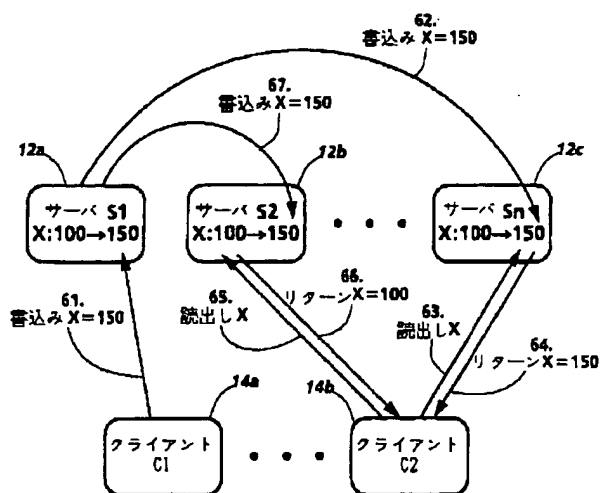 62.
書込み X=150
67.
書込み X=150
12a
12b
12c
サーバ S1
X:100→150
サーバ S2
X:100→150
サーバ Sn
X:100→150
61.
書込み X=150
65.
読出し X
66.
リターン X=100
63.
読出し X
64.
リターン X=150
14a
14b
クライアント
C1
クライアント
C2